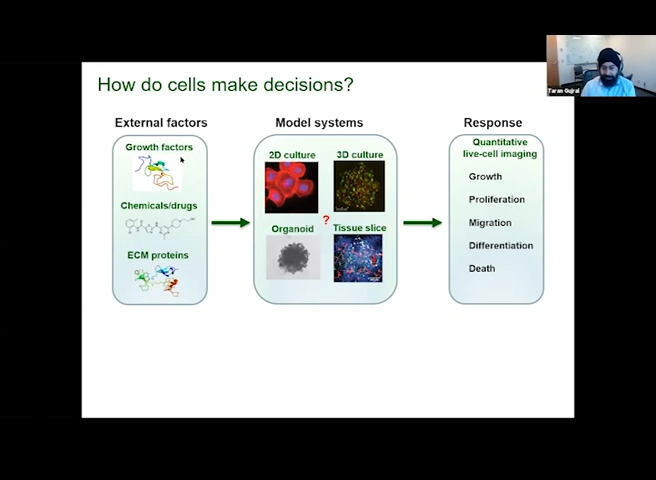 Taran Gujral
How do cells make decisions?
External factors
Growth factors
Chemicals/drugs
ECM proteins
Model systems
2D culture
3D culture
?
Organoid
Tissue slice
Response
Quantitative
live-cell imaging
Growth
Proliferation
Migration
Differentiation
Death